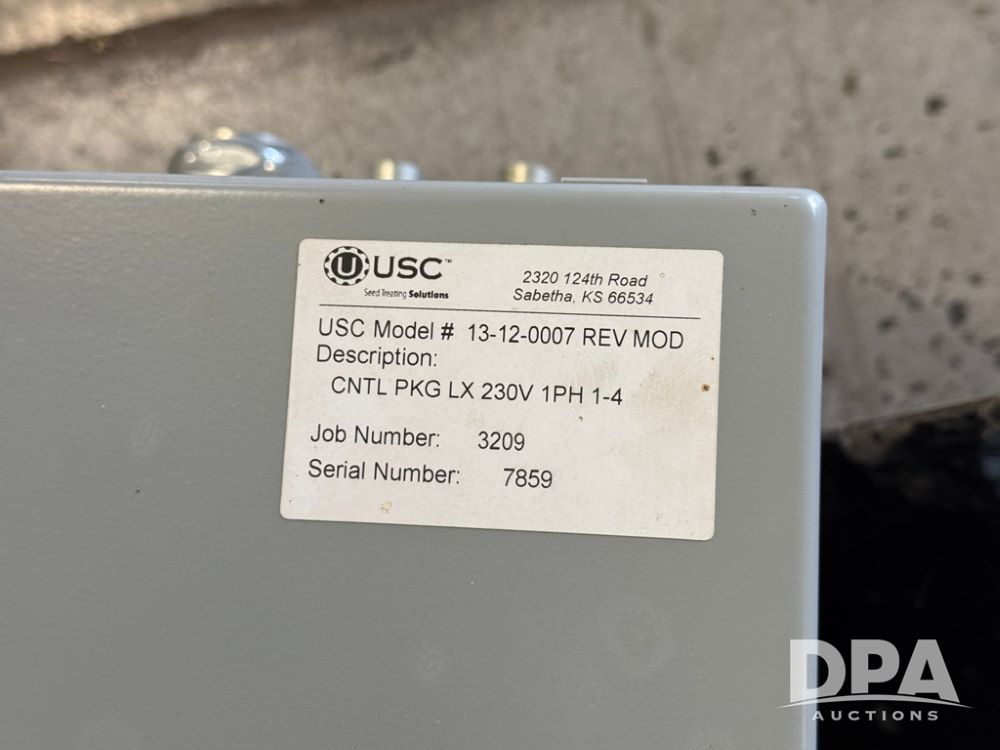 USC™
Seed Treating Solutions
2320 124th Road
Sabetha, KS 66534
USC Model # 13-12-0007 REV MOD
Description:
CNTL PKG LX 230V 1PH 1-4
Job Number: 3209
Serial Number: 7859
DPA
AUCTIONS